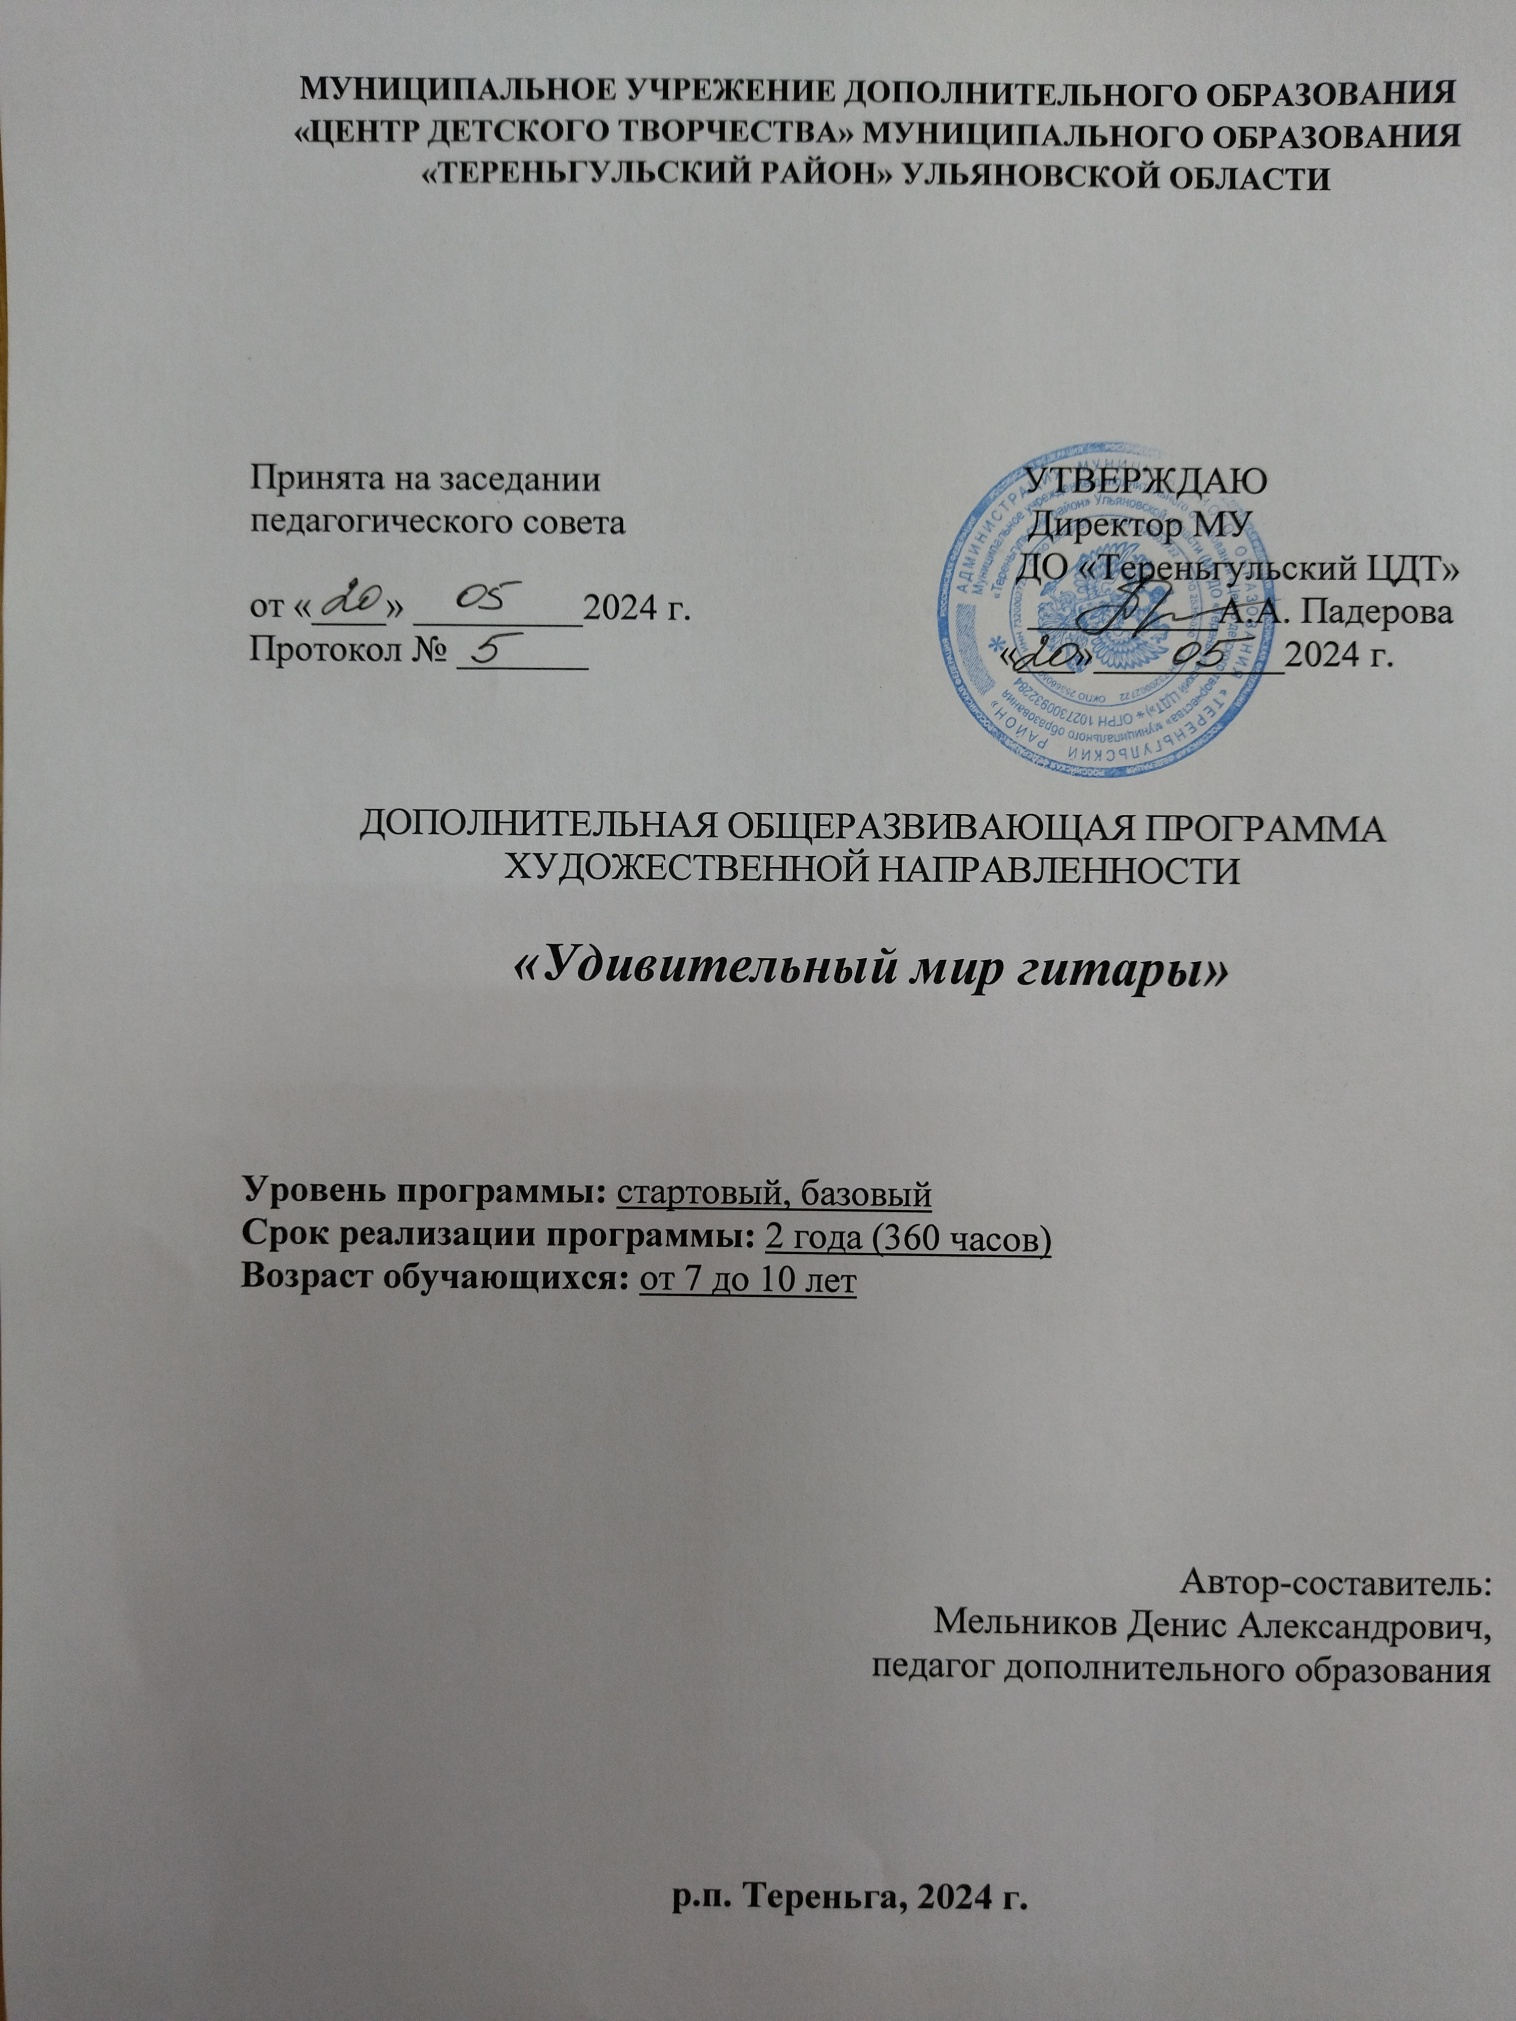 МУНИЦИПАЛЬНОЕ УЧРЕЖЕНИЕ ДОПОЛНИТЕЛЬНОГО ОБРАЗОВАНИЯ
«ЦЕНТР ДЕТСКОГО ТВОРЧЕСТВА» МУНИЦИПАЛЬНОГО ОБРАЗОВАНИЯ
«ТЕРЕНЬГУЛЬСКИЙ РАЙОН» УЛЬЯНОВСКОЙ ОБЛАСТИ
Принята на заседании
педагогического совета
от «20» 05 2024 г.
Протокол № 5
УТВЕРЖДАЮ
Директор МУ
ДО «Тереньгульский ЦДТ»
А.А. Падерова
«20» 05 2024 г.
ДОПОЛНИТЕЛЬНАЯ ОБЩЕРАЗВИВАЮЩАЯ ПРОГРАММА
ХУДОЖЕСТВЕННОЙ НАПРАВЛЕННОСТИ
«Удивительный мир гитары»
Уровень программы: стартовый, базовый
Срок реализации программы: 2 года (360 часов)
Возраст обучающихся: от 7 до 10 лет
Автор-составитель:
Мельников Денис Александрович,
педагог дополнительного образования
р.п. Тереньга, 2024 г.